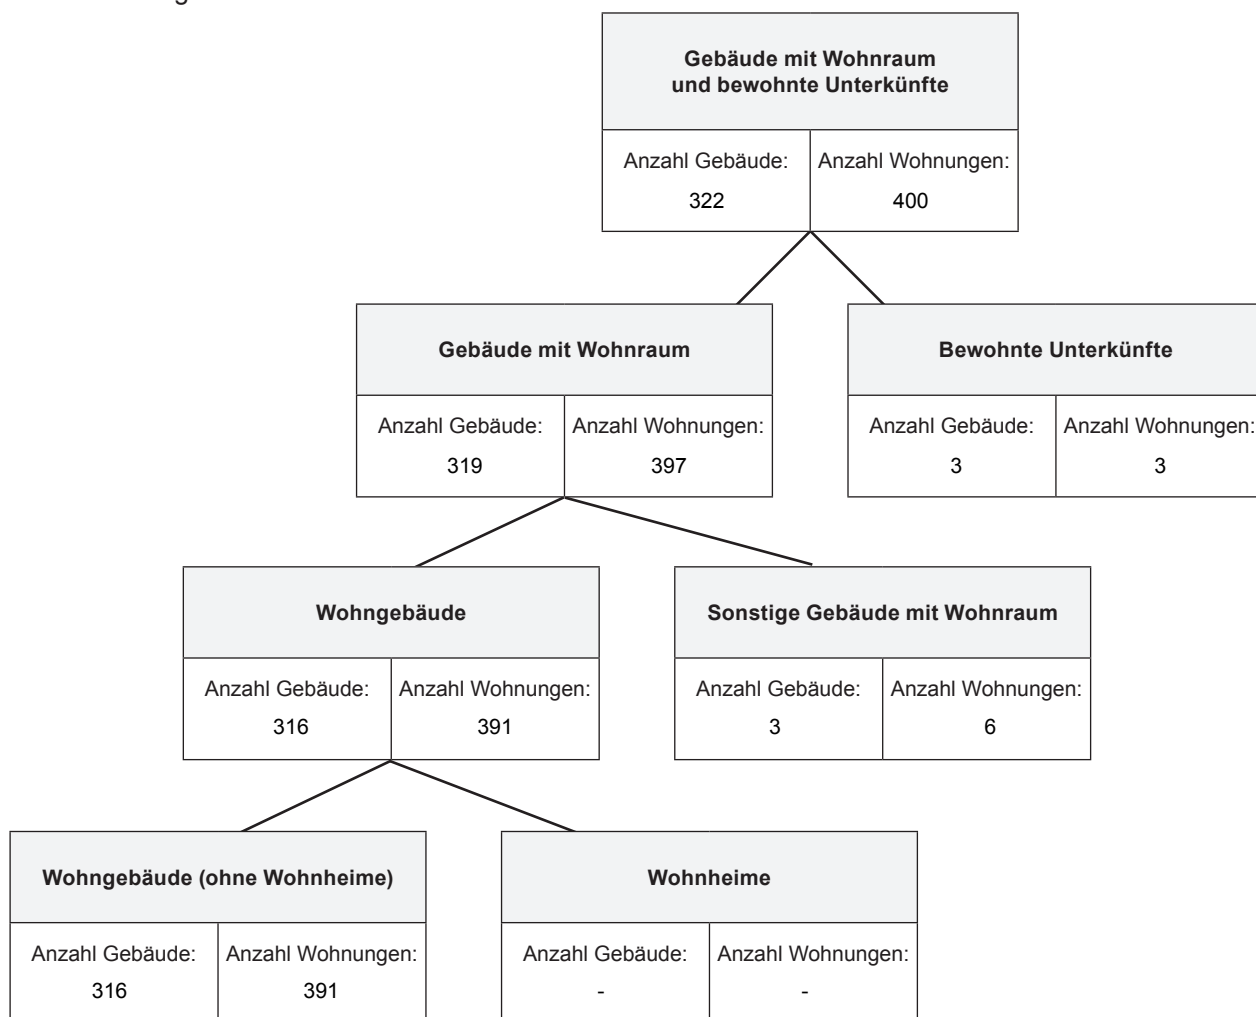 Gebäude mit Wohnraum
und bewohnte Unterkünfte
Anzahl Gebäude: Anzahl Wohnungen:
322 400
Gebäude mit Wohnraum Bewohnte Unterkünfte
Anzahl Gebäude: Anzahl Wohnungen: Anzahl Gebäude: Anzahl Wohnungen:
319 397 3 3
Wohngebäude Sonstige Gebäude mit Wohnraum
Anzahl Gebäude: Anzahl Wohnungen: Anzahl Gebäude: Anzahl Wohnungen:
316 391 3 6
Wohngebäude (ohne Wohnheime) Wohnheime
Anzahl Gebäude: Anzahl Wohnungen: Anzahl Gebäude: Anzahl Wohnungen:
316 391 - -